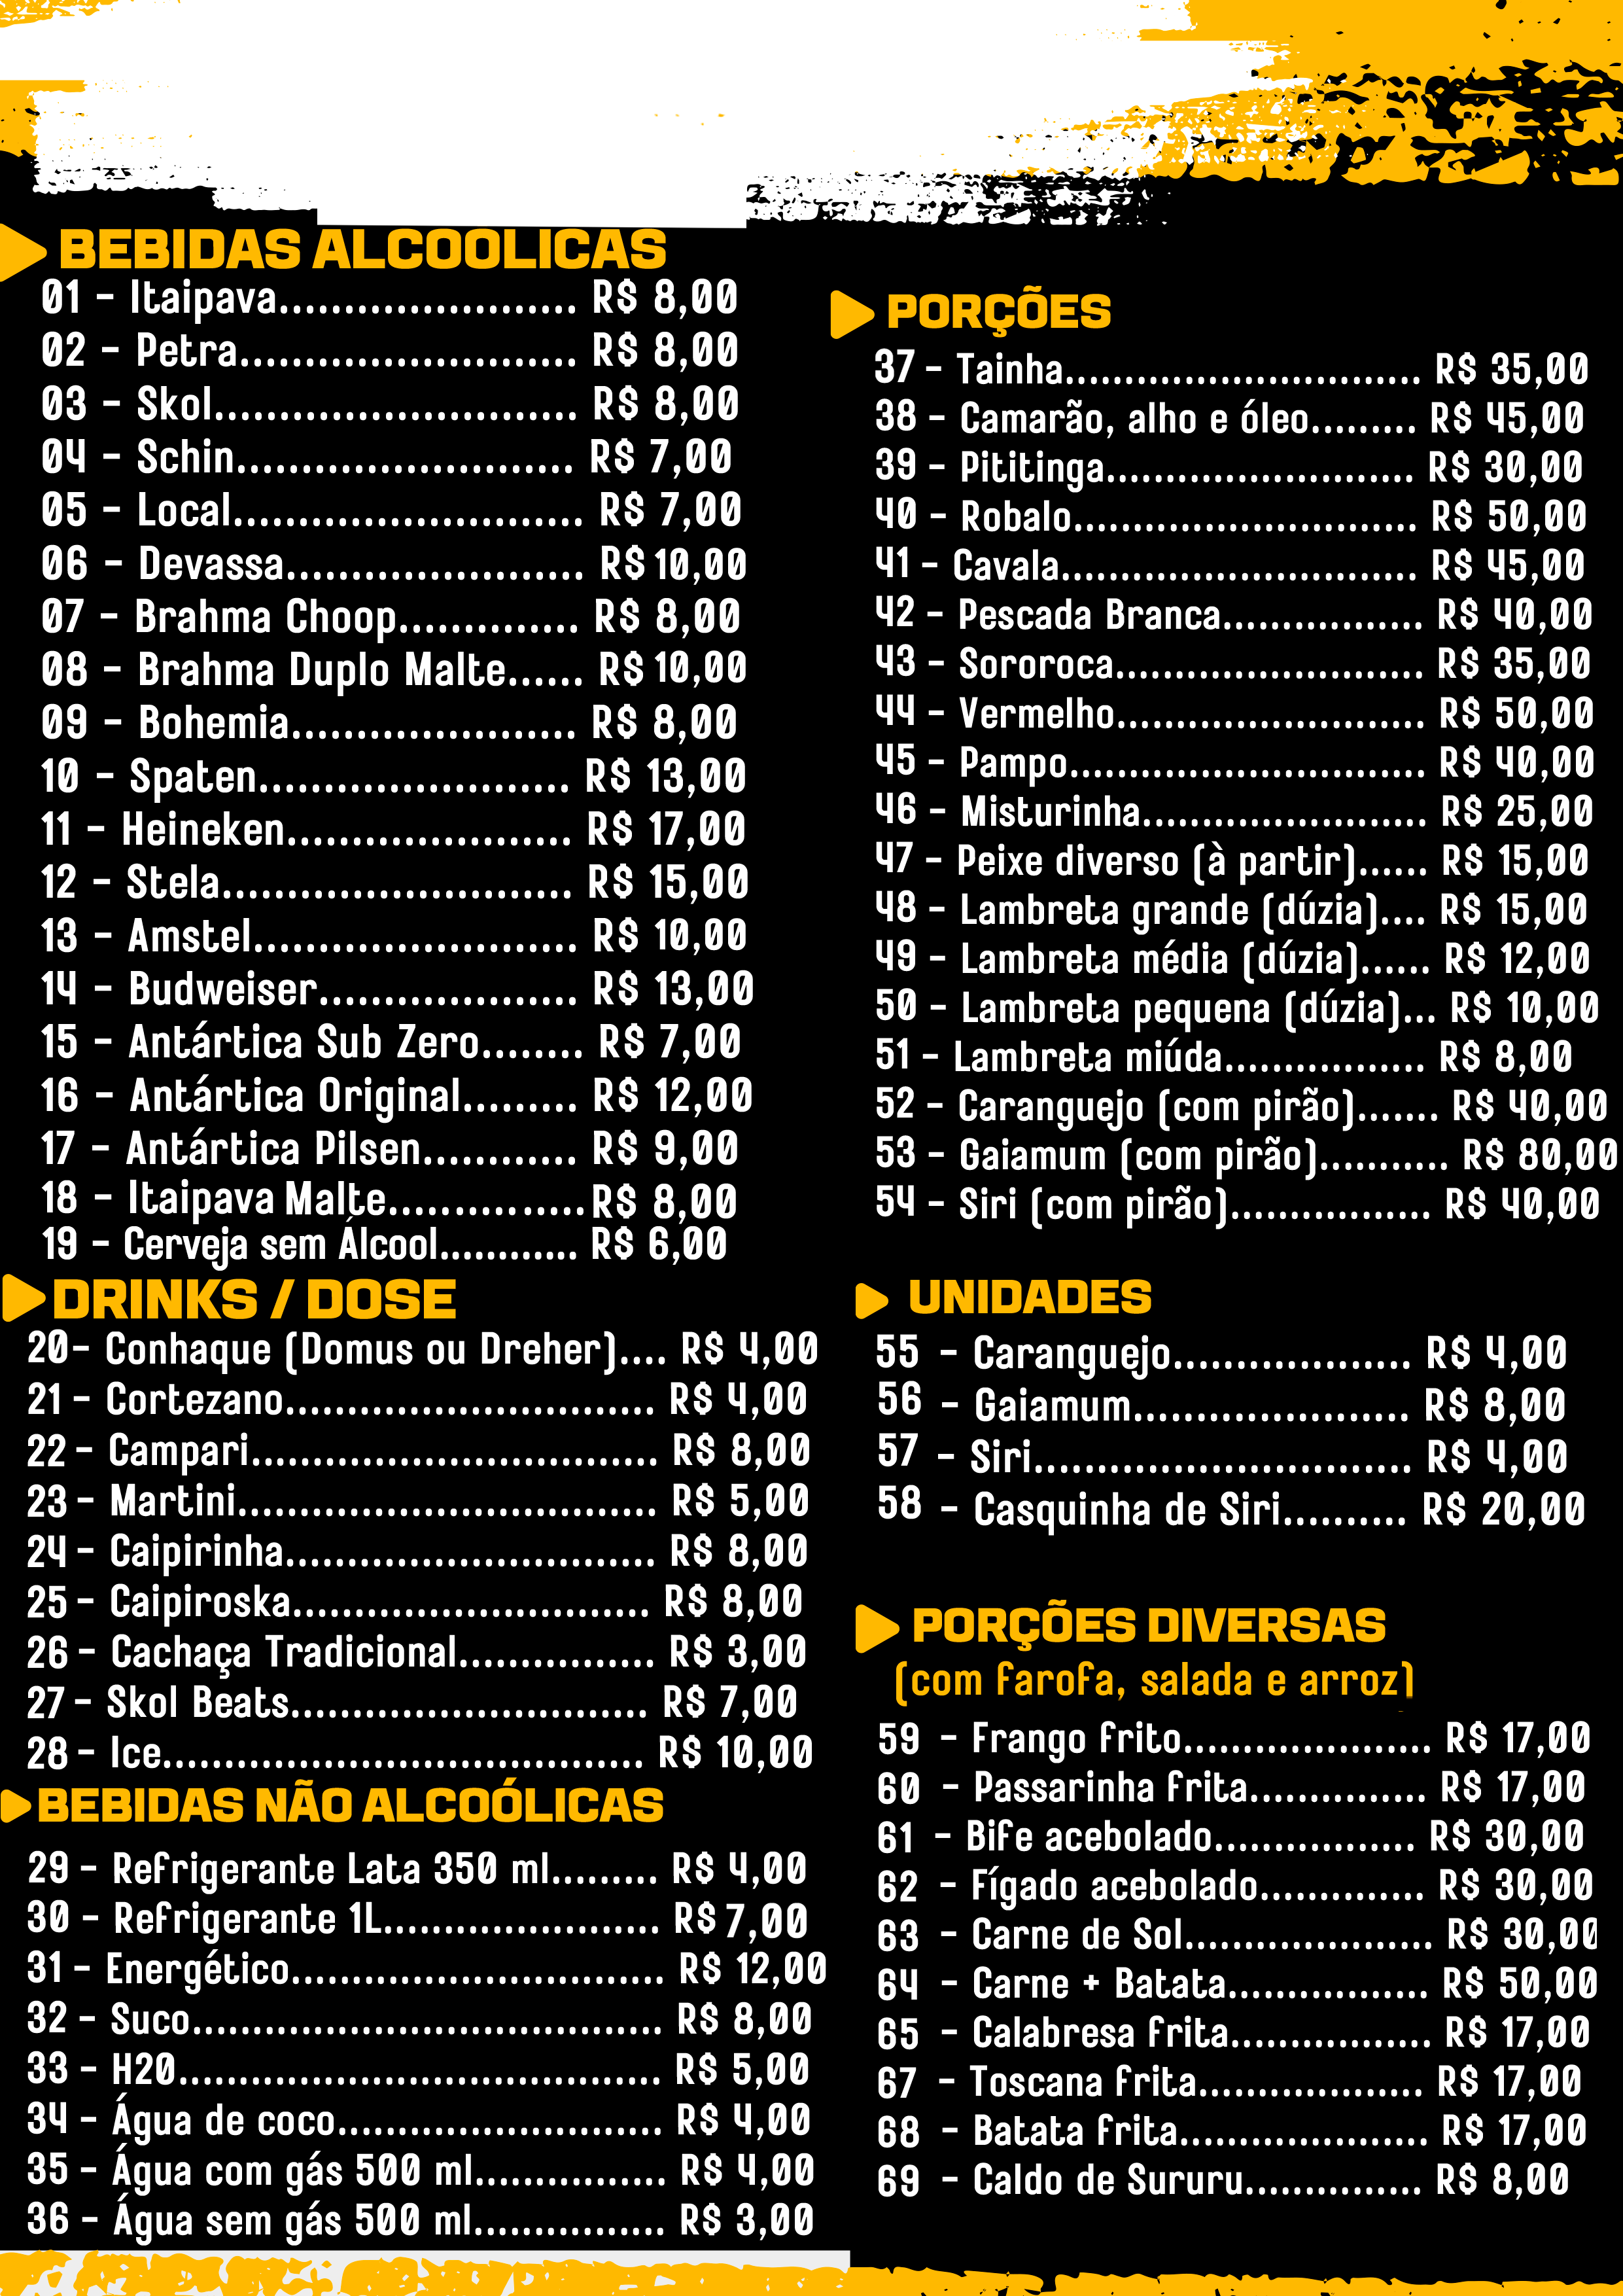 BEBIDAS ALCOOLICAS
01 - Itaipava....................... R$ 8,00
02 - Petra.......................... R$ 8,00
03 - Skol............................ R$ 8,00
04 - Schin.......................... R$ 7,00
05 - Local........................... R$ 7,00
06 - Devassa....................... R$ 10,00
07 - Brahma Choop.............. R$ 8,00
08 - Brahma Duplo Malte...... R$ 10,00
09 - Bohemia...................... R$ 8,00
10 - Spaten........................ R$ 13,00
11 - Heineken...................... R$ 17,00
12 - Stela........................... R$ 15,00
13 - Amstel......................... R$ 10,00
14 - Budweiser.................... R$ 13,00
15 - Antártica Sub Zero........ R$ 7,00
16 - Antártica Original......... R$ 12,00
17 - Antártica Pilsen............ R$ 9,00
18 - Itaipava Malte............... R$ 8,00
19 - Cerveja sem Álcool............ R$ 6,00
DRINKS / DOSE
20- Conhaque (Domus ou Dreher).... R$ 4,00
21 - Cortezano.............................. R$ 4,00
22 - Campari................................. R$ 8,00
23 - Martini.................................. R$ 5,00
24 - Caipirinha.............................. R$ 8,00
25 - Caipiroska............................. R$ 8,00
26 - Cachaça Tradicional................ R$ 3,00
27 - Skol Beats............................. R$ 7,00
28 - Ice....................................... R$ 10,00
BEBIDAS NÃO ALCOÓLICAS
29 - Refrigerante Lata 350 ml......... R$ 4,00
30 - Refrigerante 1L....................... R$ 7,00
31 - Energético............................... R$ 12,00
32 - Suco....................................... R$ 8,00
33 - H20........................................ R$ 5,00
34 - Água de coco........................... R$ 4,00
35 - Água com gás 500 ml................ R$ 4,00
36 - Água sem gás 500 ml................ R$ 3,00
PORÇÕES
37 - Tainha.............................. R$ 35,00
38 - Camarão, alho e óleo......... R$ 45,00
39 - Pititinga.......................... R$ 30,00
40 - Robalo............................. R$ 50,00
41 - Cavala.............................. R$ 45,00
42 - Pescada Branca................. R$ 40,00
43 - Sororoca.......................... R$ 35,00
44 - Vermelho.......................... R$ 50,00
45 - Pampo.............................. R$ 40,00
46 - Misturinha........................ R$ 25,00
47 - Peixe diverso (à partir)...... R$ 15,00
48 - Lambreta grande (dúzia).... R$ 15,00
49 - Lambreta média (dúzia)...... R$ 12,00
50 - Lambreta pequena (dúzia)... R$ 10,00
51 - Lambreta miúda................. R$ 8,00
52 - Caranguejo (com pirão)....... R$ 40,00
53 - Gaiamum (com pirão)........... R$ 80,00
54 - Siri (com pirão)................. R$ 40,00
UNIDADES
55 - Caranguejo................... R$ 4,00
56 - Gaiamum...................... R$ 8,00
57 - Siri.............................. R$ 4,00
58 - Casquinha de Siri.......... R$ 20,00
PORÇÕES DIVERSAS
(com farofa, salada e arroz)
59 - Frango frito..................... R$ 17,00
60 - Passarinha frita............... R$ 17,00
61 - Bife acebolado................. R$ 30,00
62 - Fígado acebolado.............. R$ 30,00
63 - Carne de Sol..................... R$ 30,00
64 - Carne + Batata................. R$ 50,00
65 - Calabresa frita................. R$ 17,00
67 - Toscana frita................... R$ 17,00
68 - Batata frita..................... R$ 17,00
69 - Caldo de Sururu............... R$ 8,00